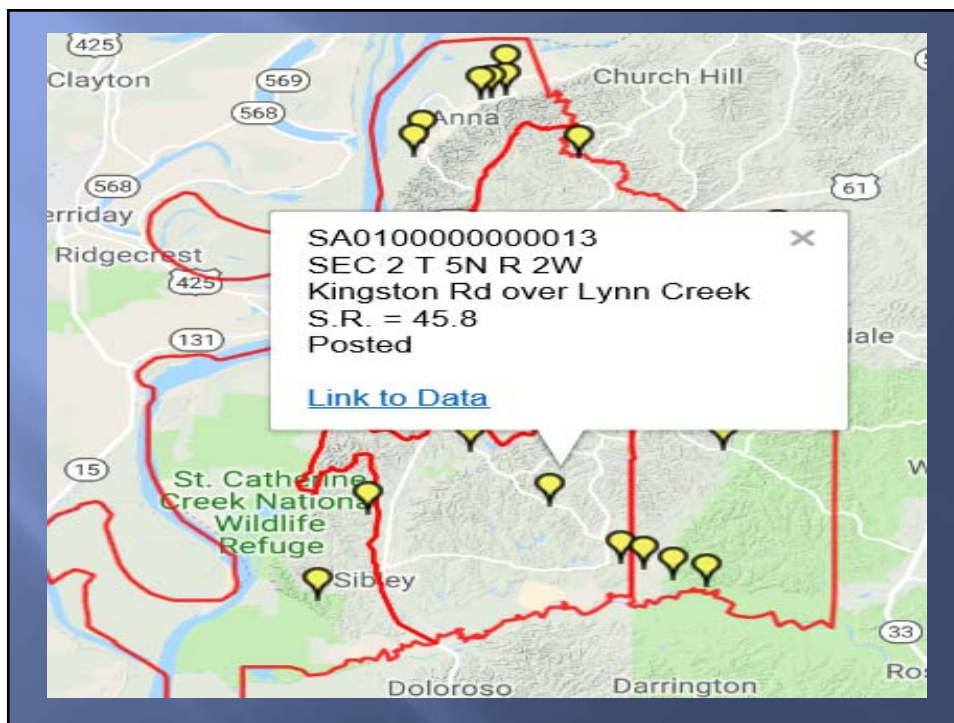 425
Clayton
569
568
Church Hill
Anna
568
61
erriday
Ridgecrest
425
SA0100000000013
SEC 2 T 5N R 2W
Kingston Rd over Lynn Creek
S.R. = 45.8
Posted
Link to Data
×
131
dale
15
St. Catherine
Creek National
Wildlife
Refuge
W
Sibley
33
Ros
Doloroso
Darrington